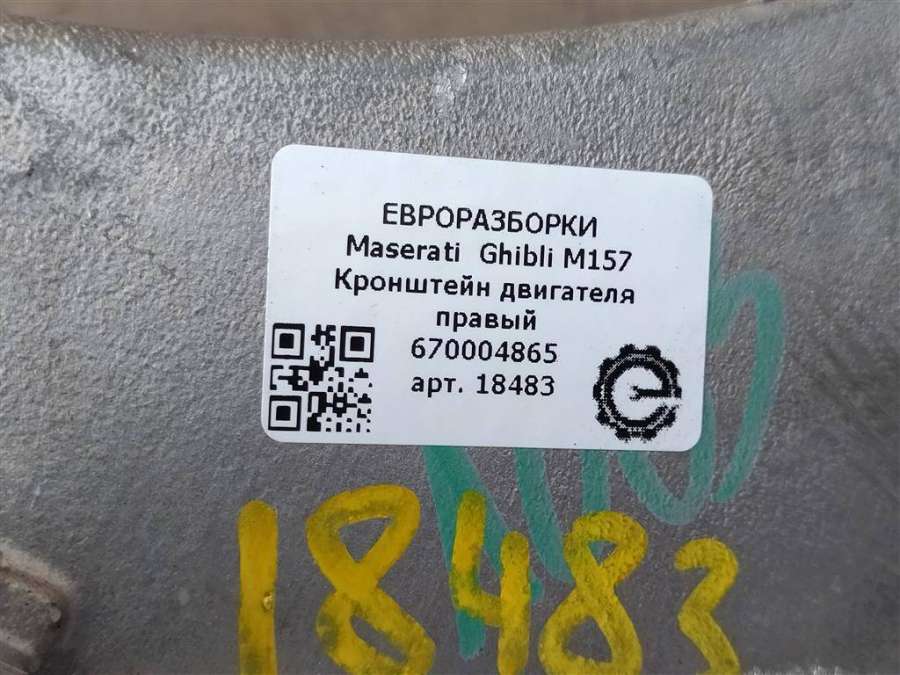 ЕВРОРАЗБОРКИ
Maserati Ghibli M157
Кронштейн двигателя
правый
670004865
арт. 18483
18483